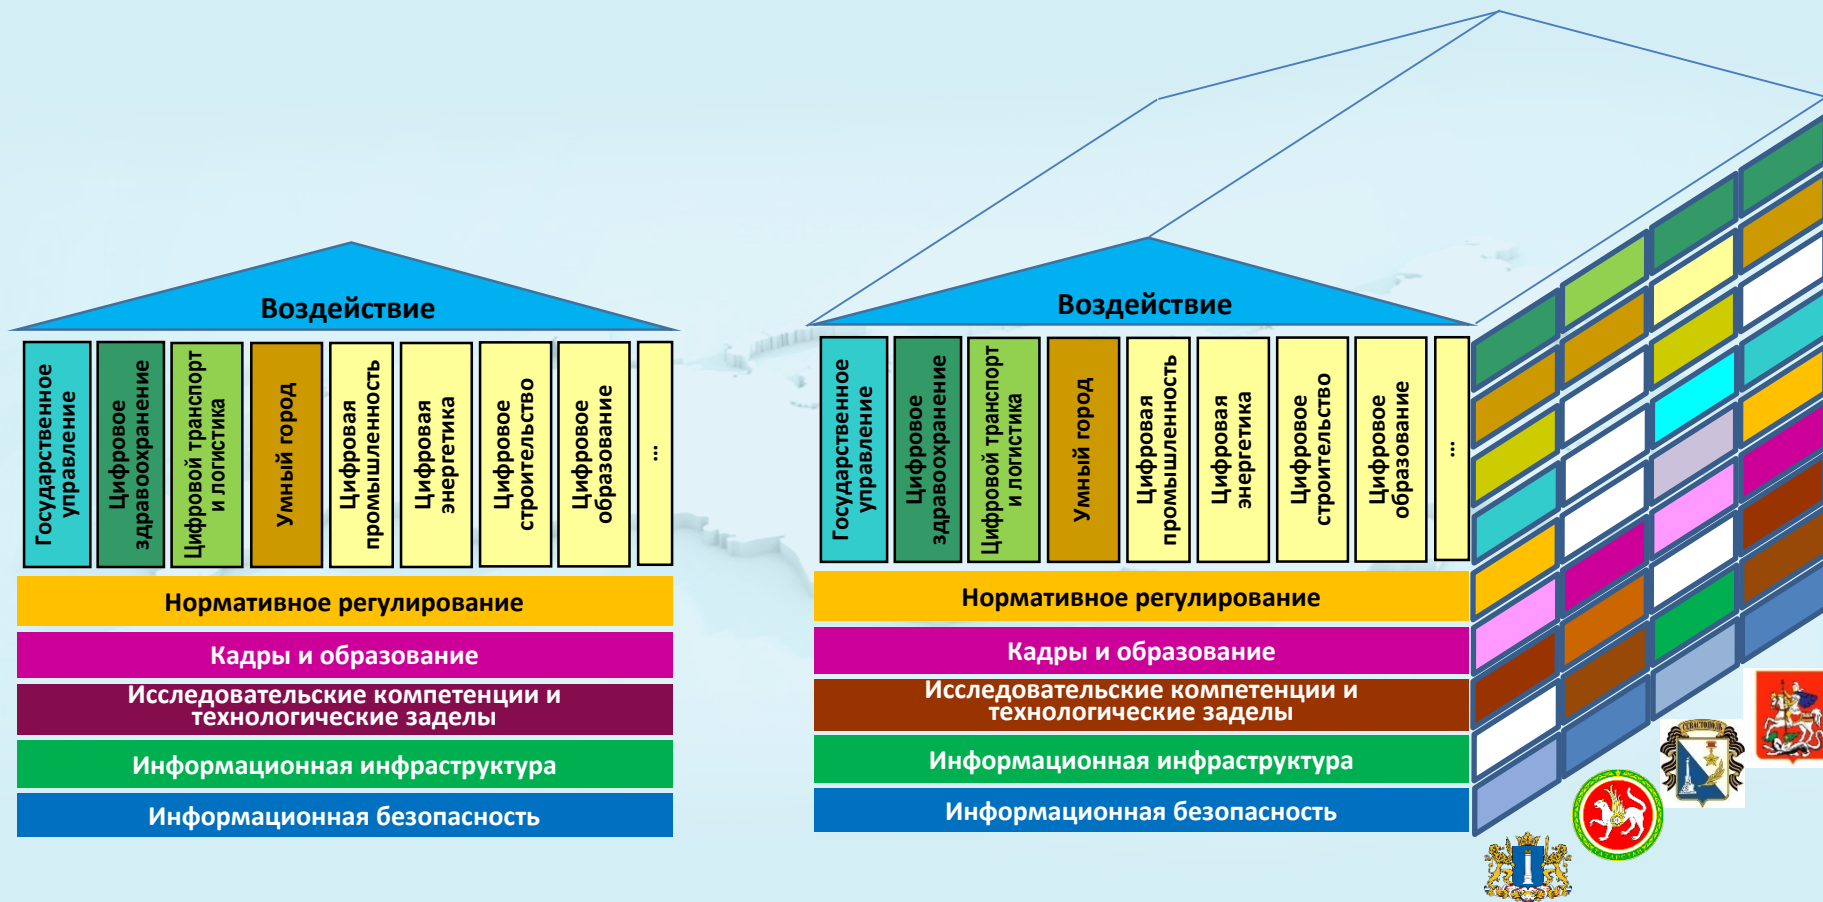 Воздействие
Государственное
управление
Цифровое
здравоохранение
Цифровой транспорт
и логистика
Умный город
Цифровая
промышленность
Цифровая
энергетика
Цифровое
строительство
Цифровое
образование
...
Нормативное регулирование
Кадры и образование
Исследовательские компетенции и
технологические заделы
Информационная инфраструктура
Информационная безопасность
Воздействие
Государственное
управление
Цифровое
здравоохранение
Цифровой транспорт
и логистика
Умный город
Цифровая
промышленность
Цифровая
энергетика
Цифровое
строительство
Цифровое
образование
...
Нормативное регулирование
Кадры и образование
Исследовательские компетенции и
технологические заделы
Информационная инфраструктура
Информационная безопасность
СЕВАСТОПОЛЬ
ТАТАРСТАН